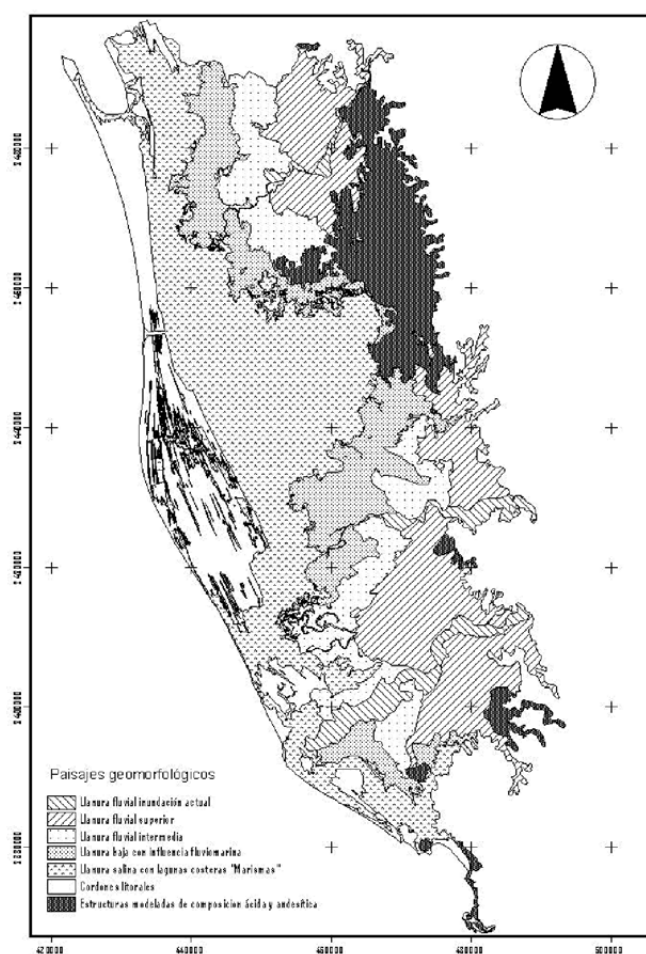 Paisajes geomorfológicos
Llanura fluvial inundación actual
Llanura fluvial superior
Llanura fluvial intermedia
Llanura baja con influencia fluviomarina
Llanura salina con lagunas costeras "Marismas"
Cordones litorales
Estructuras modeladas de composición ácida y andesítica
420000
440000
460000
480000
500000